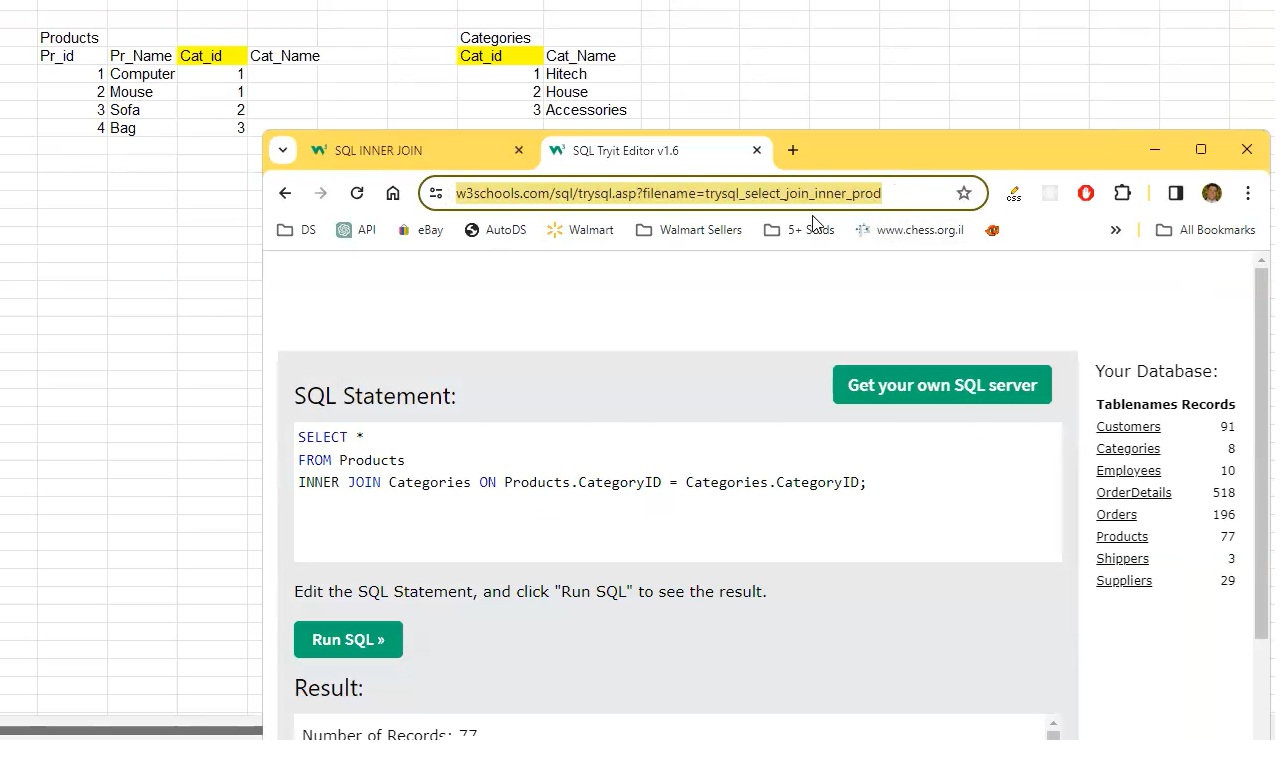 Products Categories
Pr_id Pr_Name Cat_id Cat_Name Cat_id Cat_Name
1 Computer 1 1 Hitech
2 Mouse 1 2 House
3 Sofa 2 3 Accessories
4 Bag 3
SQL INNER JOIN SQL Tryit Editor v1.6
w3schools.com/sql/trysql.asp?filename=trysql_select_join_inner_prod
css
DS API eBay AutoDS Walmart Walmart Sellers 5+ www.chess.org.il » All Bookmarks
Get your own SQL server
SQL Statement:
SELECT *
FROM Products
INNER JOIN Categories ON Products.CategoryID = Categories.CategoryID;
Edit the SQL Statement, and click "Run SQL" to see the result.
Run SQL »
Result:
Number of Records: 77
Your Database:
Tablenames Records
Customers 91
Categories 8
Employees 10
OrderDetails 518
Orders 196
Products 77
Shippers 3
Suppliers 29